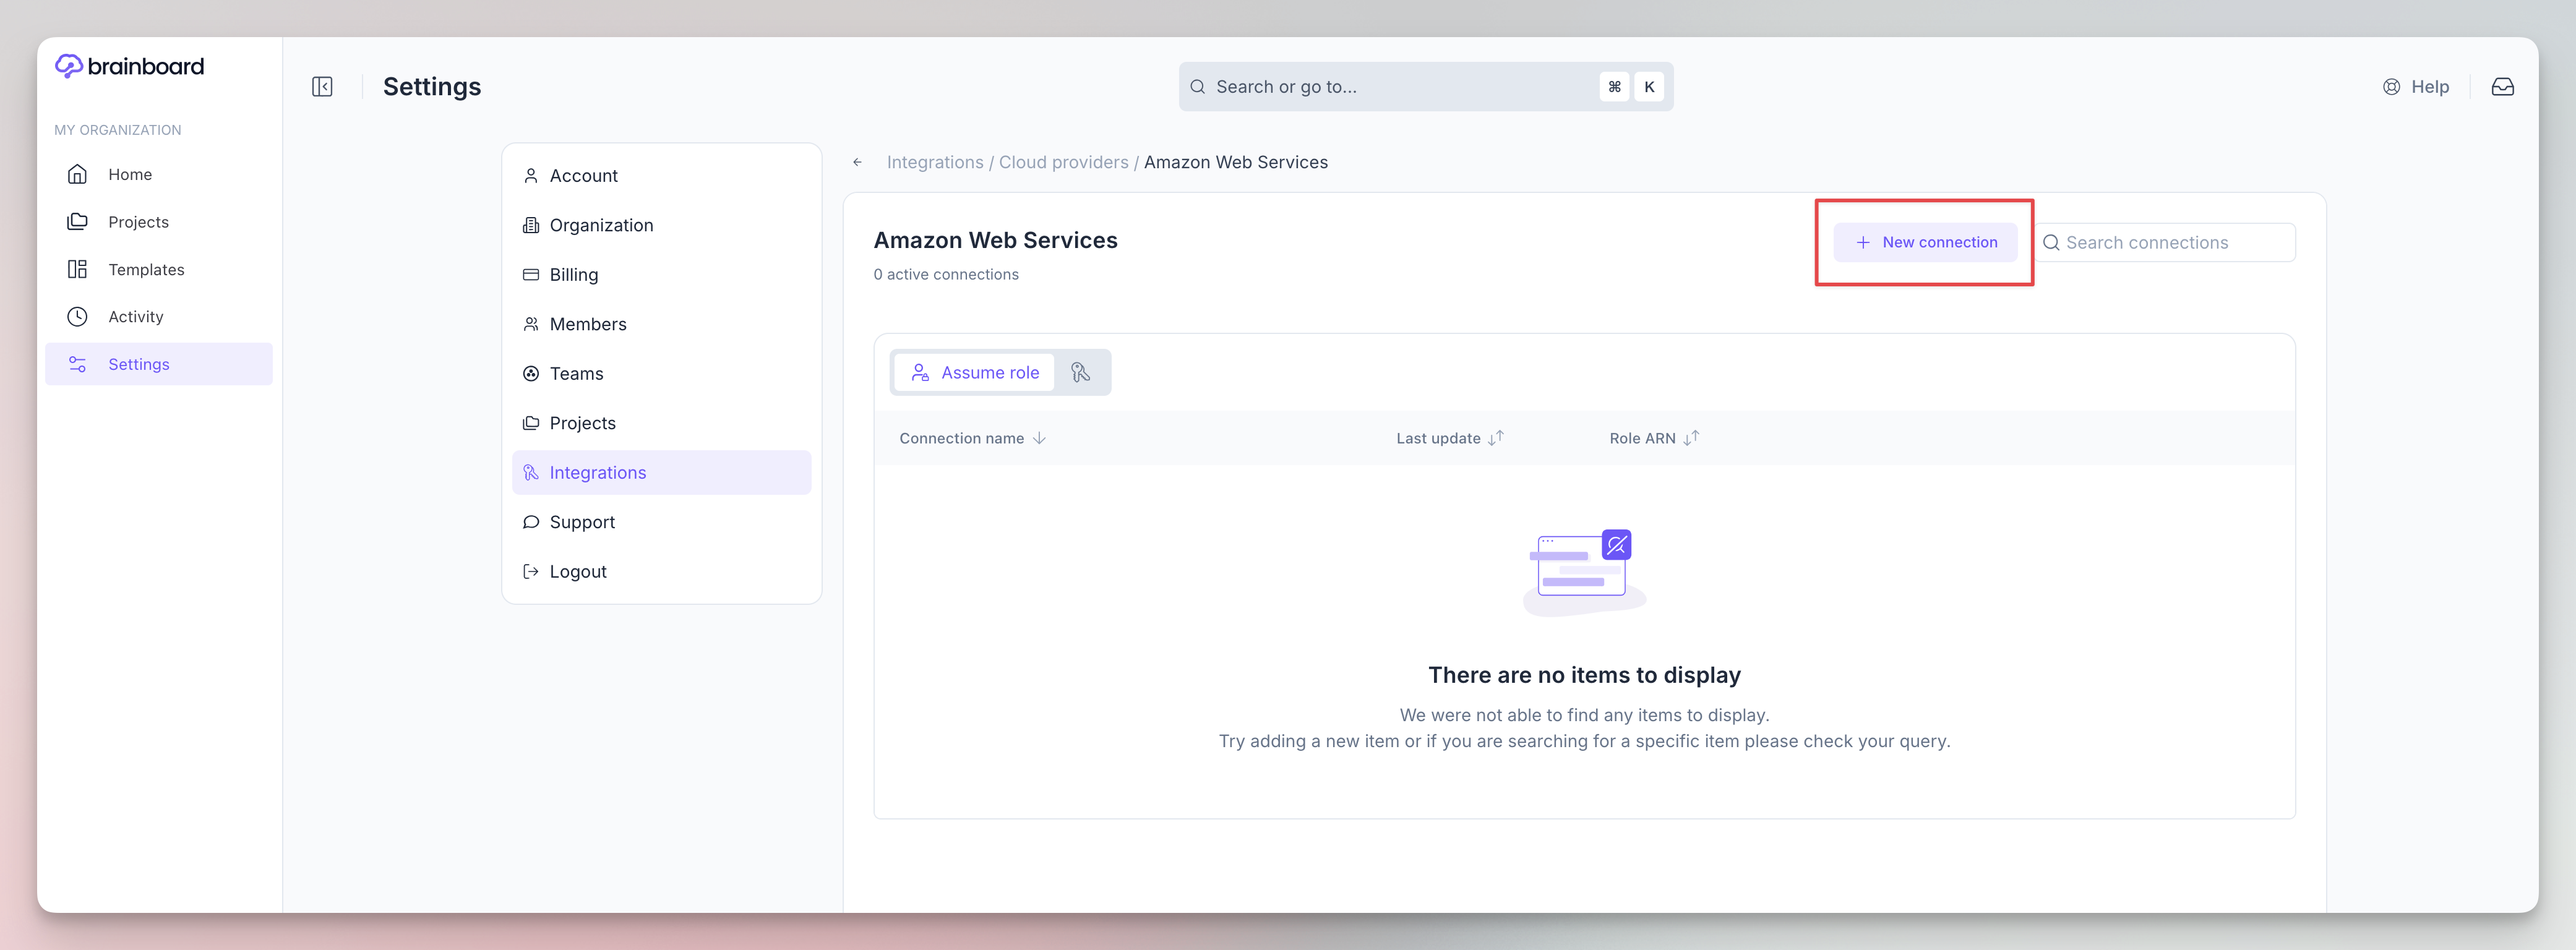 brainboard
MY ORGANIZATION
Home
Projects
Templates
Activity
Settings
Settings
Search or go to...
⌘ K
Help
Account
Organization
Billing
Members
Teams
Projects
Integrations
Support
Logout
Integrations / Cloud providers / Amazon Web Services
Amazon Web Services
0 active connections
New connection
Search connections
Assume role
Connection name
Last update
Role ARN
There are no items to display
We were not able to find any items to display.
Try adding a new item or if you are searching for a specific item please check your query.